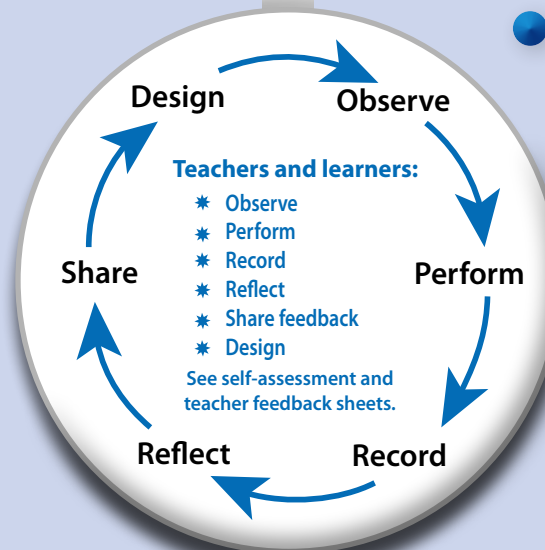 Design
Observe
Teachers and learners:
✷ Observe
✷ Perform
✷ Record
✷ Reflect
✷ Share feedback
✷ Design
See self-assessment and
teacher feedback sheets.
Share
Perform
Reflect
Record